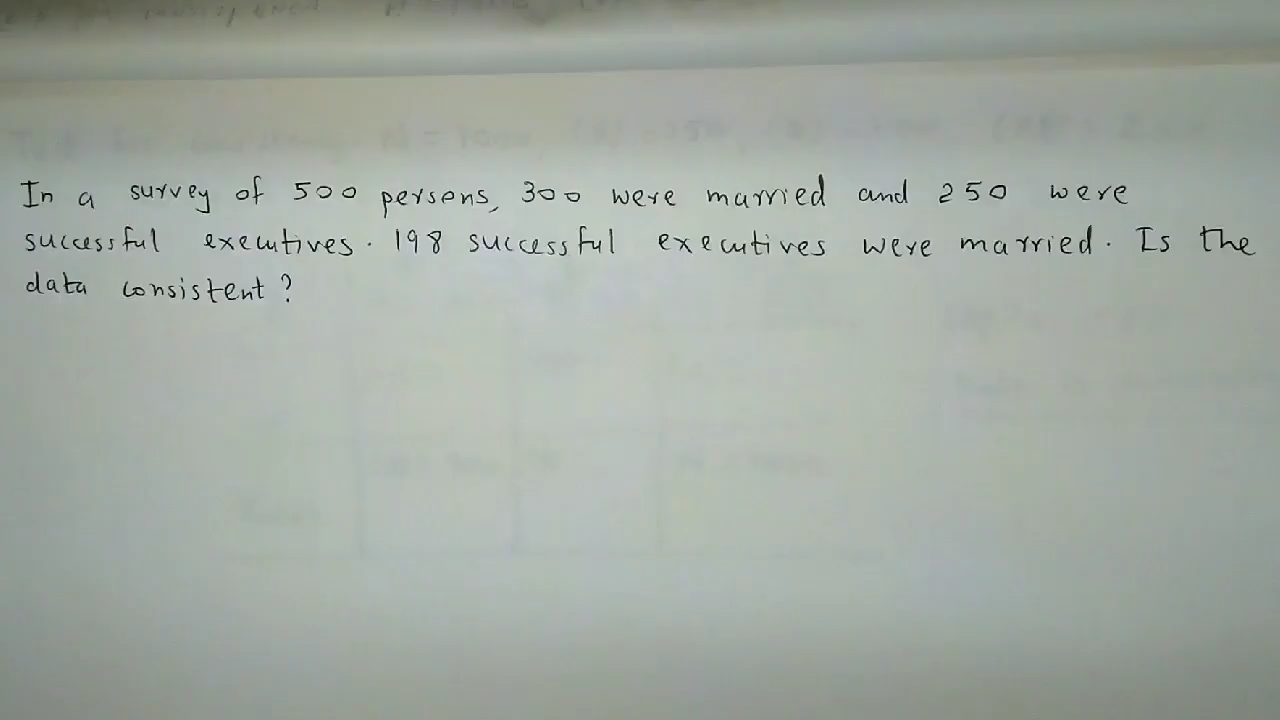 In a survey of 500 persons, 300 were married and 250 were
successful executives. 198 successful executives were married. Is the
data consistent?